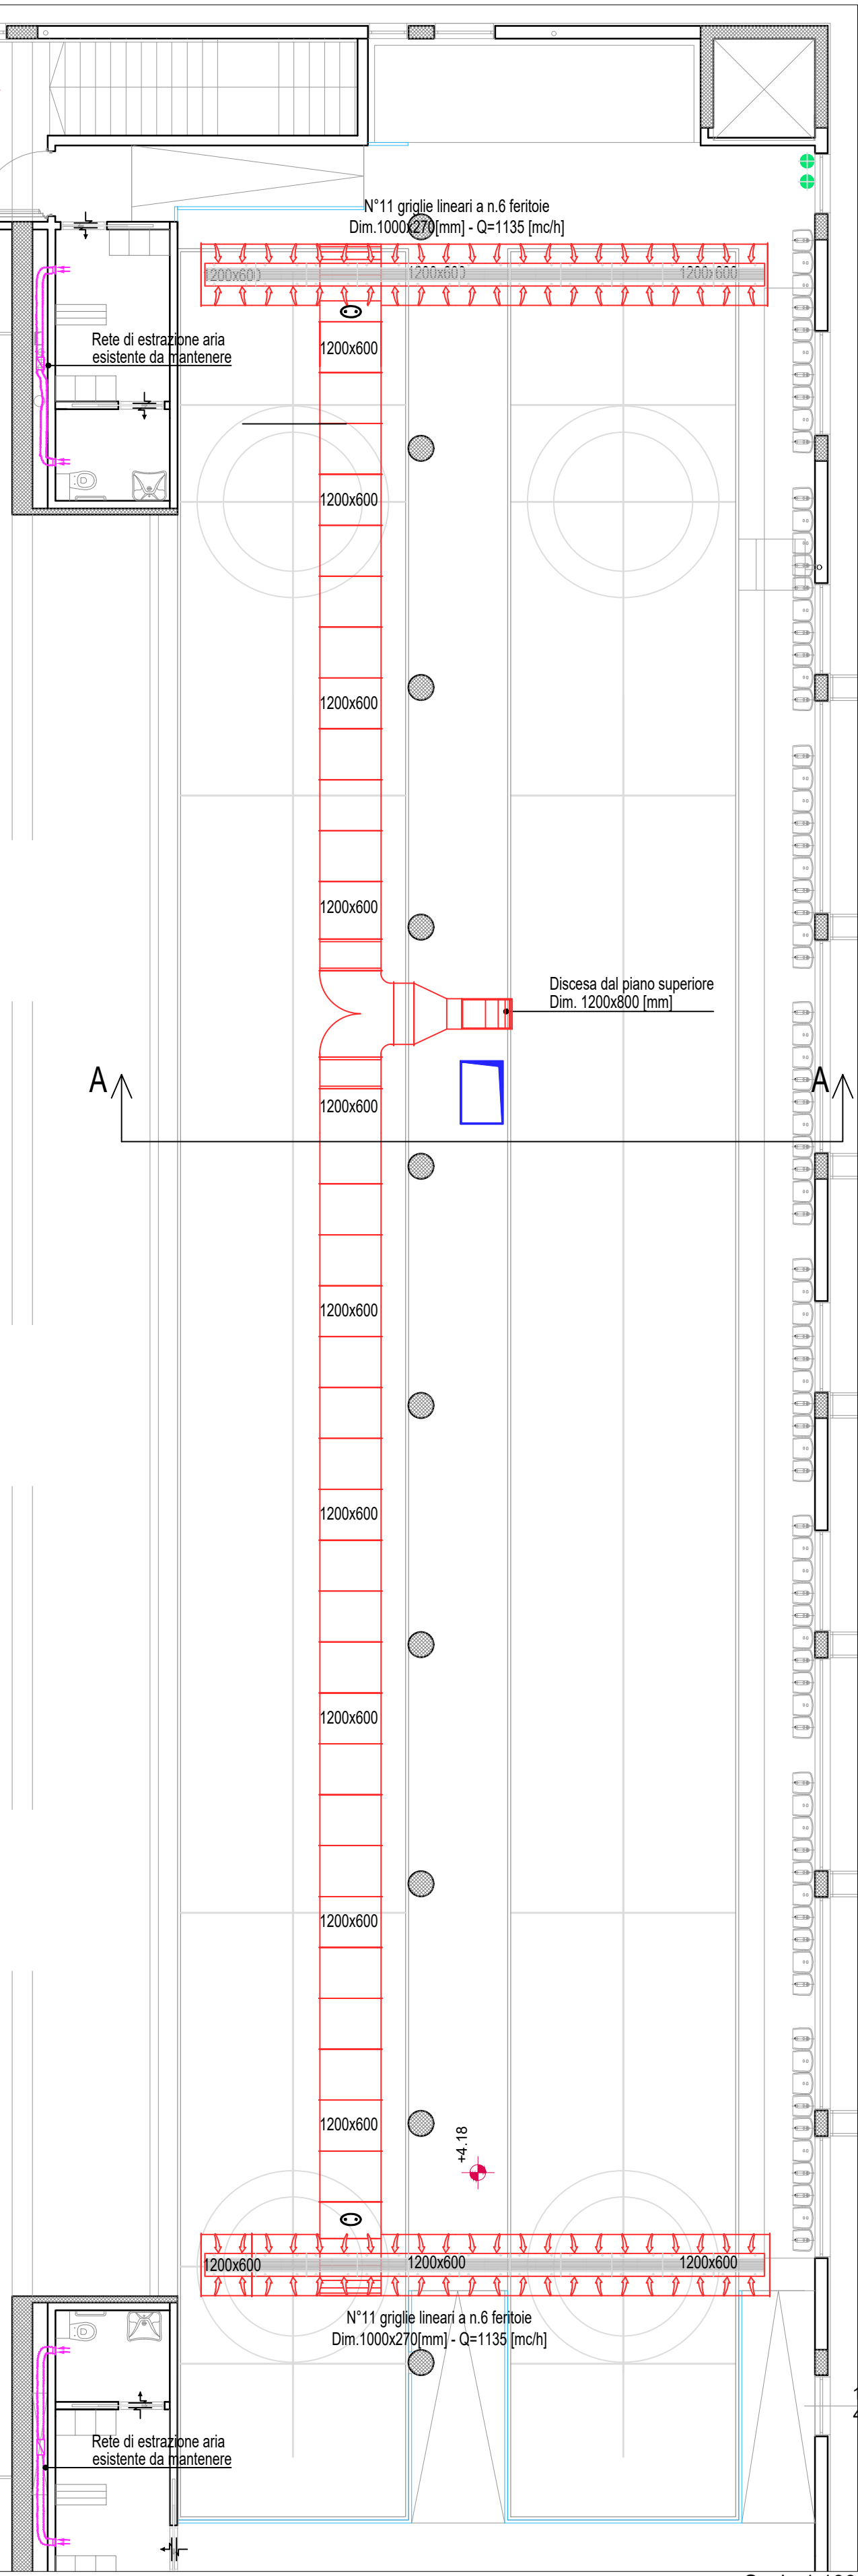 N°11 griglie lineari a n.6 feritoie
Dim.1000x270[mm] - Q=1135 [mc/h]
1200x600 1200x600 1200x600
Rete di estrazione aria
esistente da mantenere
1200x600
1200x600
1200x600
1200x600
Discesa dal piano superiore
Dim. 1200x800 [mm]
A A
1200x600
1200x600
1200x600
1200x600
1200x600
1200x600
+4.18
1200x600 1200x600 1200x600
N°11 griglie lineari a n.6 feritoie
Dim.1000x270[mm] - Q=1135 [mc/h]
Rete di estrazione aria
esistente da mantenere